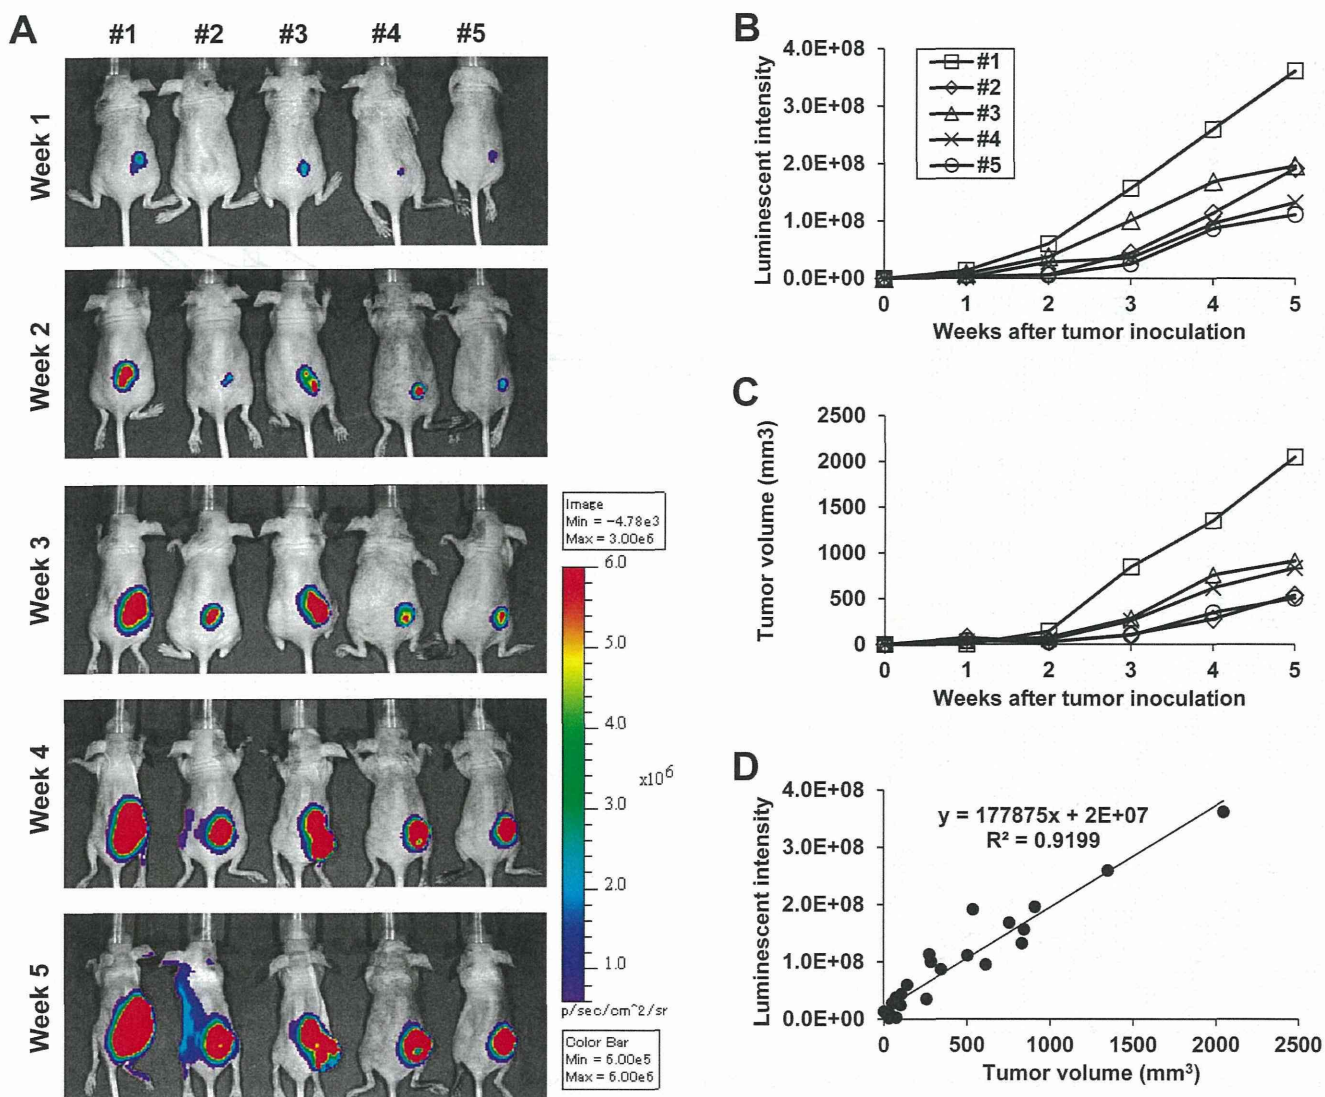 A
#1 #2 #3 #4 #5
Week 1
Week 2
Week 3
Week 4
Week 5
Image
Min = -4.78e3
Max = 3.00e6
6.0
5.0
4.0
x10^6
3.0
2.0
1.0
p/sec/cm^2/sr
Color Bar
Min = 6.00e5
Max = 6.00e6
B
Luminescent intensity
4.0E+08
3.0E+08
2.0E+08
1.0E+08
0.0E+00
#1
#2
#3
#4
#5
0 1 2 3 4 5
Weeks after tumor inoculation
C
Tumor volume (mm3)
2500
2000
1500
1000
500
0
0 1 2 3 4 5
Weeks after tumor inoculation
D
Luminescent intensity
4.0E+08
3.0E+08
2.0E+08
1.0E+08
0.0E+00
y = 177875x + 2E+07
R² = 0.9199
0 500 1000 1500 2000 2500
Tumor volume (mm³)